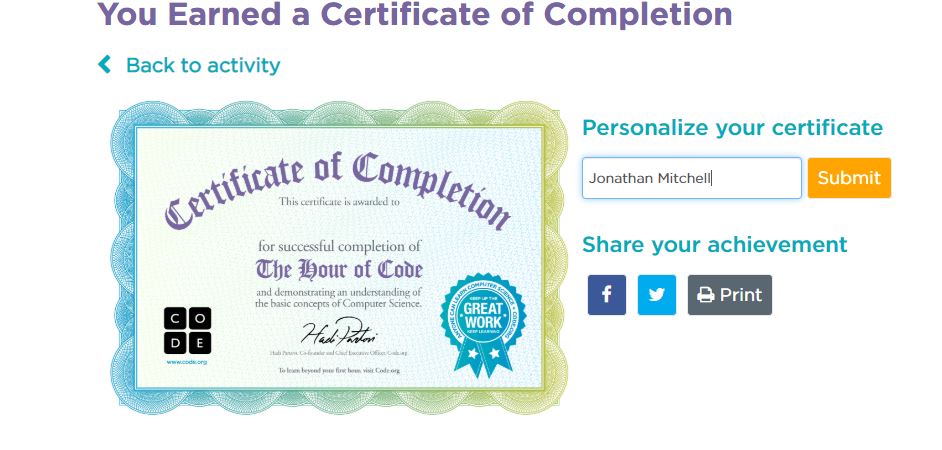 You Earned a Certificate of Completion
Back to activity
Certificate of Completion
This certificate is awarded to
for successful completion of
The Hour of Code
and demonstrating an understanding of
the basic concepts of Computer Science.
C O
D E
www.code.org
Hadi Partovi
Hadi Partovi, Co-founder and Chief Executive Officer, Code.org
To learn beyond your first hour, visit Code.org
ANYONE CAN LEARN COMPUTER SCIENCE • CODE.ORG •
KEEP UP THE
GREAT
WORK
KEEP LEARNING
Personalize your certificate
Jonathan Mitchell
Submit
Share your achievement
Print